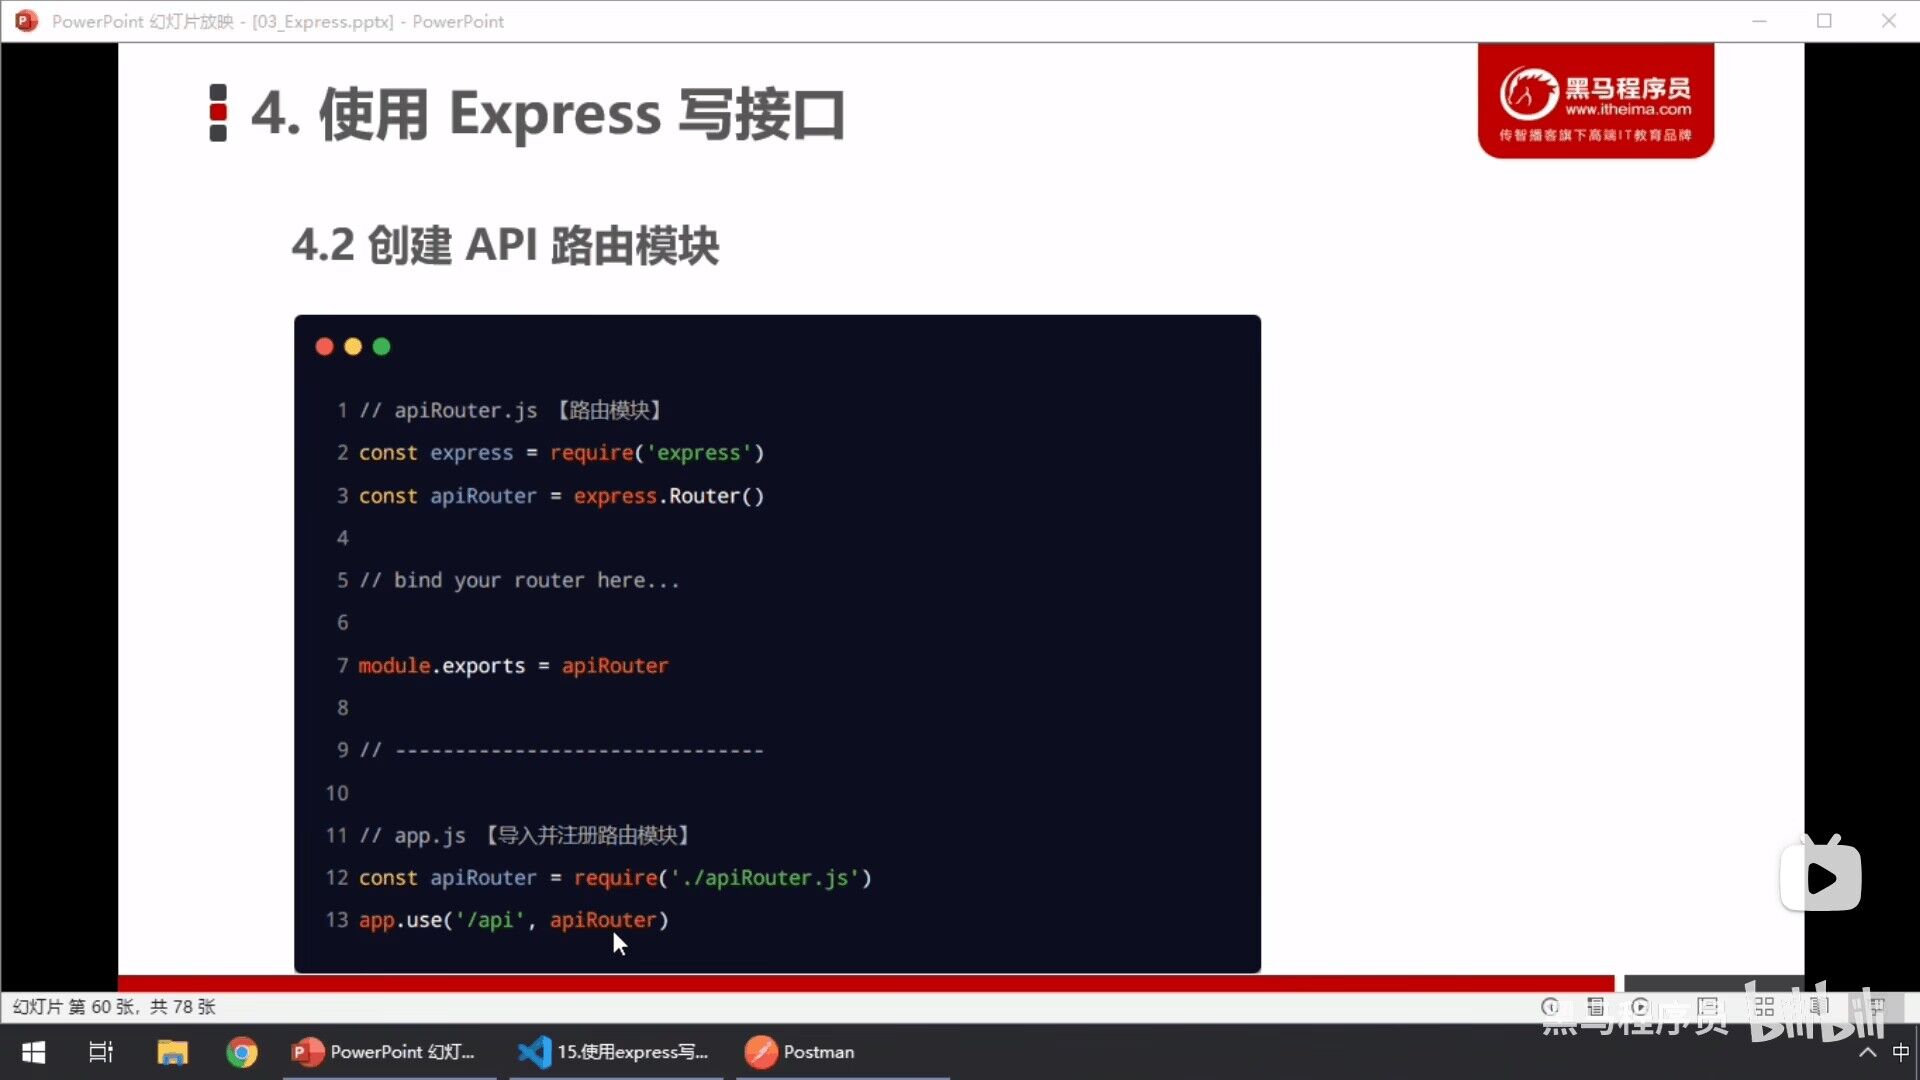 PowerPoint 幻灯片放映 - [03_Express.pptx] - PowerPoint
4. 使用 Express 写接口
黑马程序员
www.itheima.com
传智播客旗下高端IT教育品牌
4.2 创建 API 路由模块
1 // apiRouter.js 【路由模块】
2 const express = require('express')
3 const apiRouter = express.Router()
4
5 // bind your router here...
6
7 module.exports = apiRouter
8
9 // -------------------------------
10
11 // app.js 【导入并注册路由模块】
12 const apiRouter = require('./apiRouter.js')
13 app.use('/api', apiRouter)
幻灯片 第 60 张，共 78 张
黑马程序员 bilibili
PowerPoint 幻灯...
15.使用express写...
Postman
中